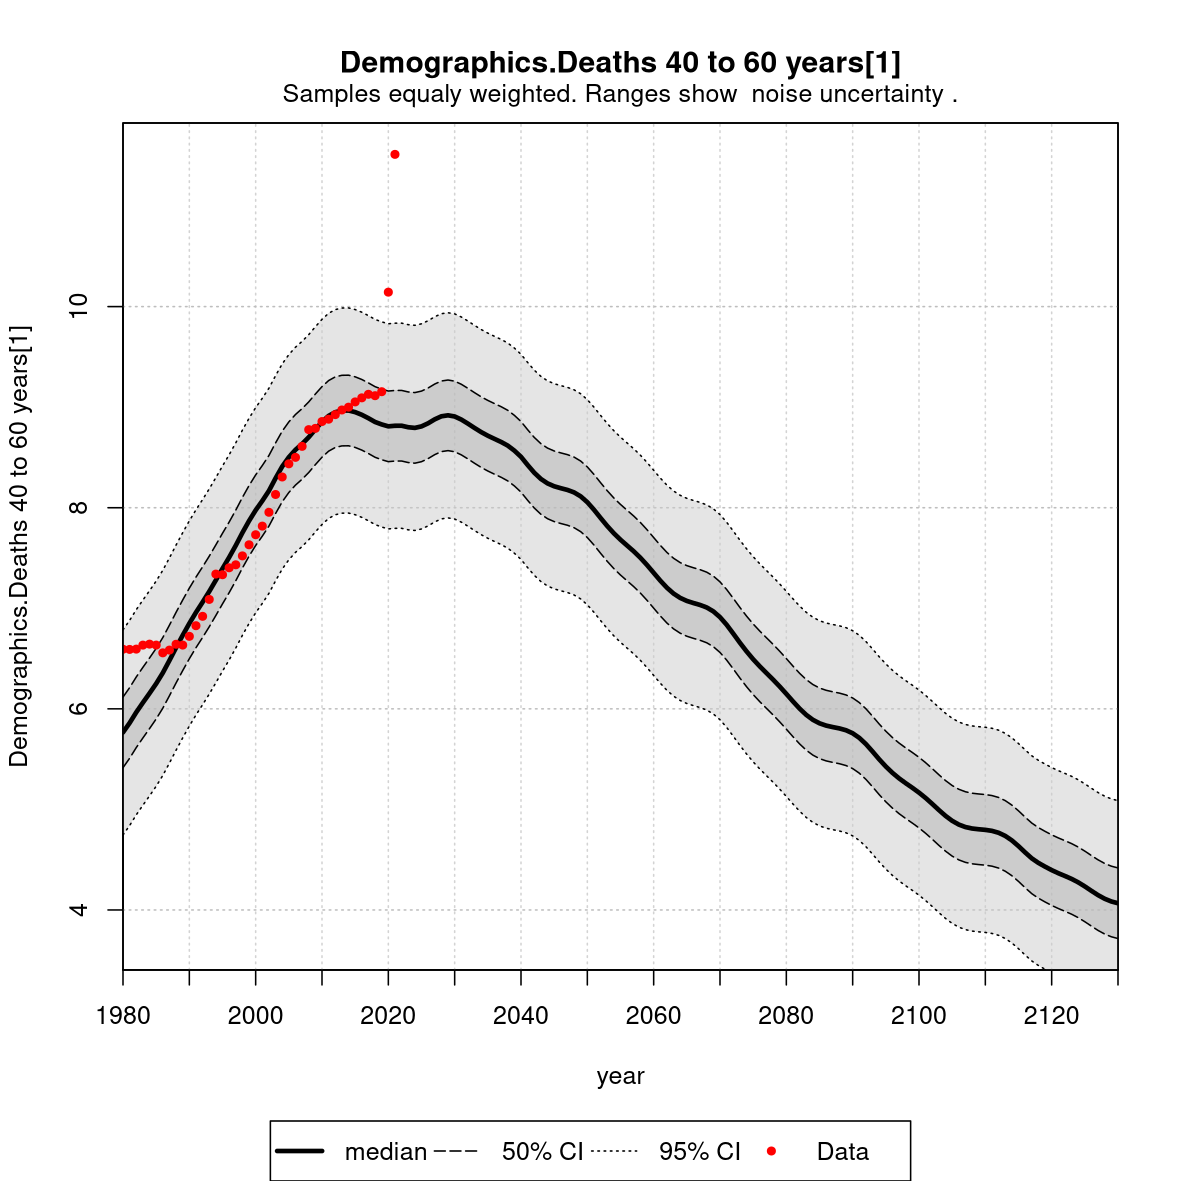 Demographics.Deaths 40 to 60 years[1]
Samples equaly weighted. Ranges show  noise uncertainty .
Demographics.Deaths 40 to 60 years[1]
10
8
6
4
1980 2000 2020 2040 2060 2080 2100 2120
year
median 50% CI 95% CI Data